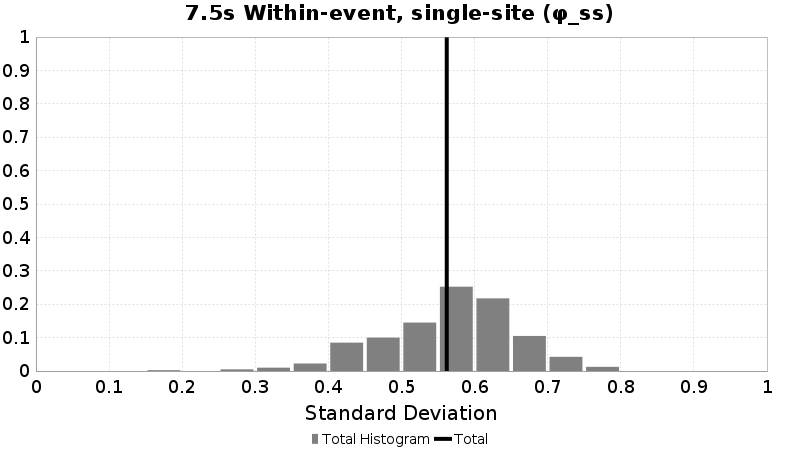 7.5s Within-event, single-site (φ_ss)
1
0.9
0.8
0.7
0.6
0.5
0.4
0.3
0.2
0.1
0
0 0.1 0.2 0.3 0.4 0.5 0.6 0.7 0.8 0.9 1
Standard Deviation
Total Histogram Total